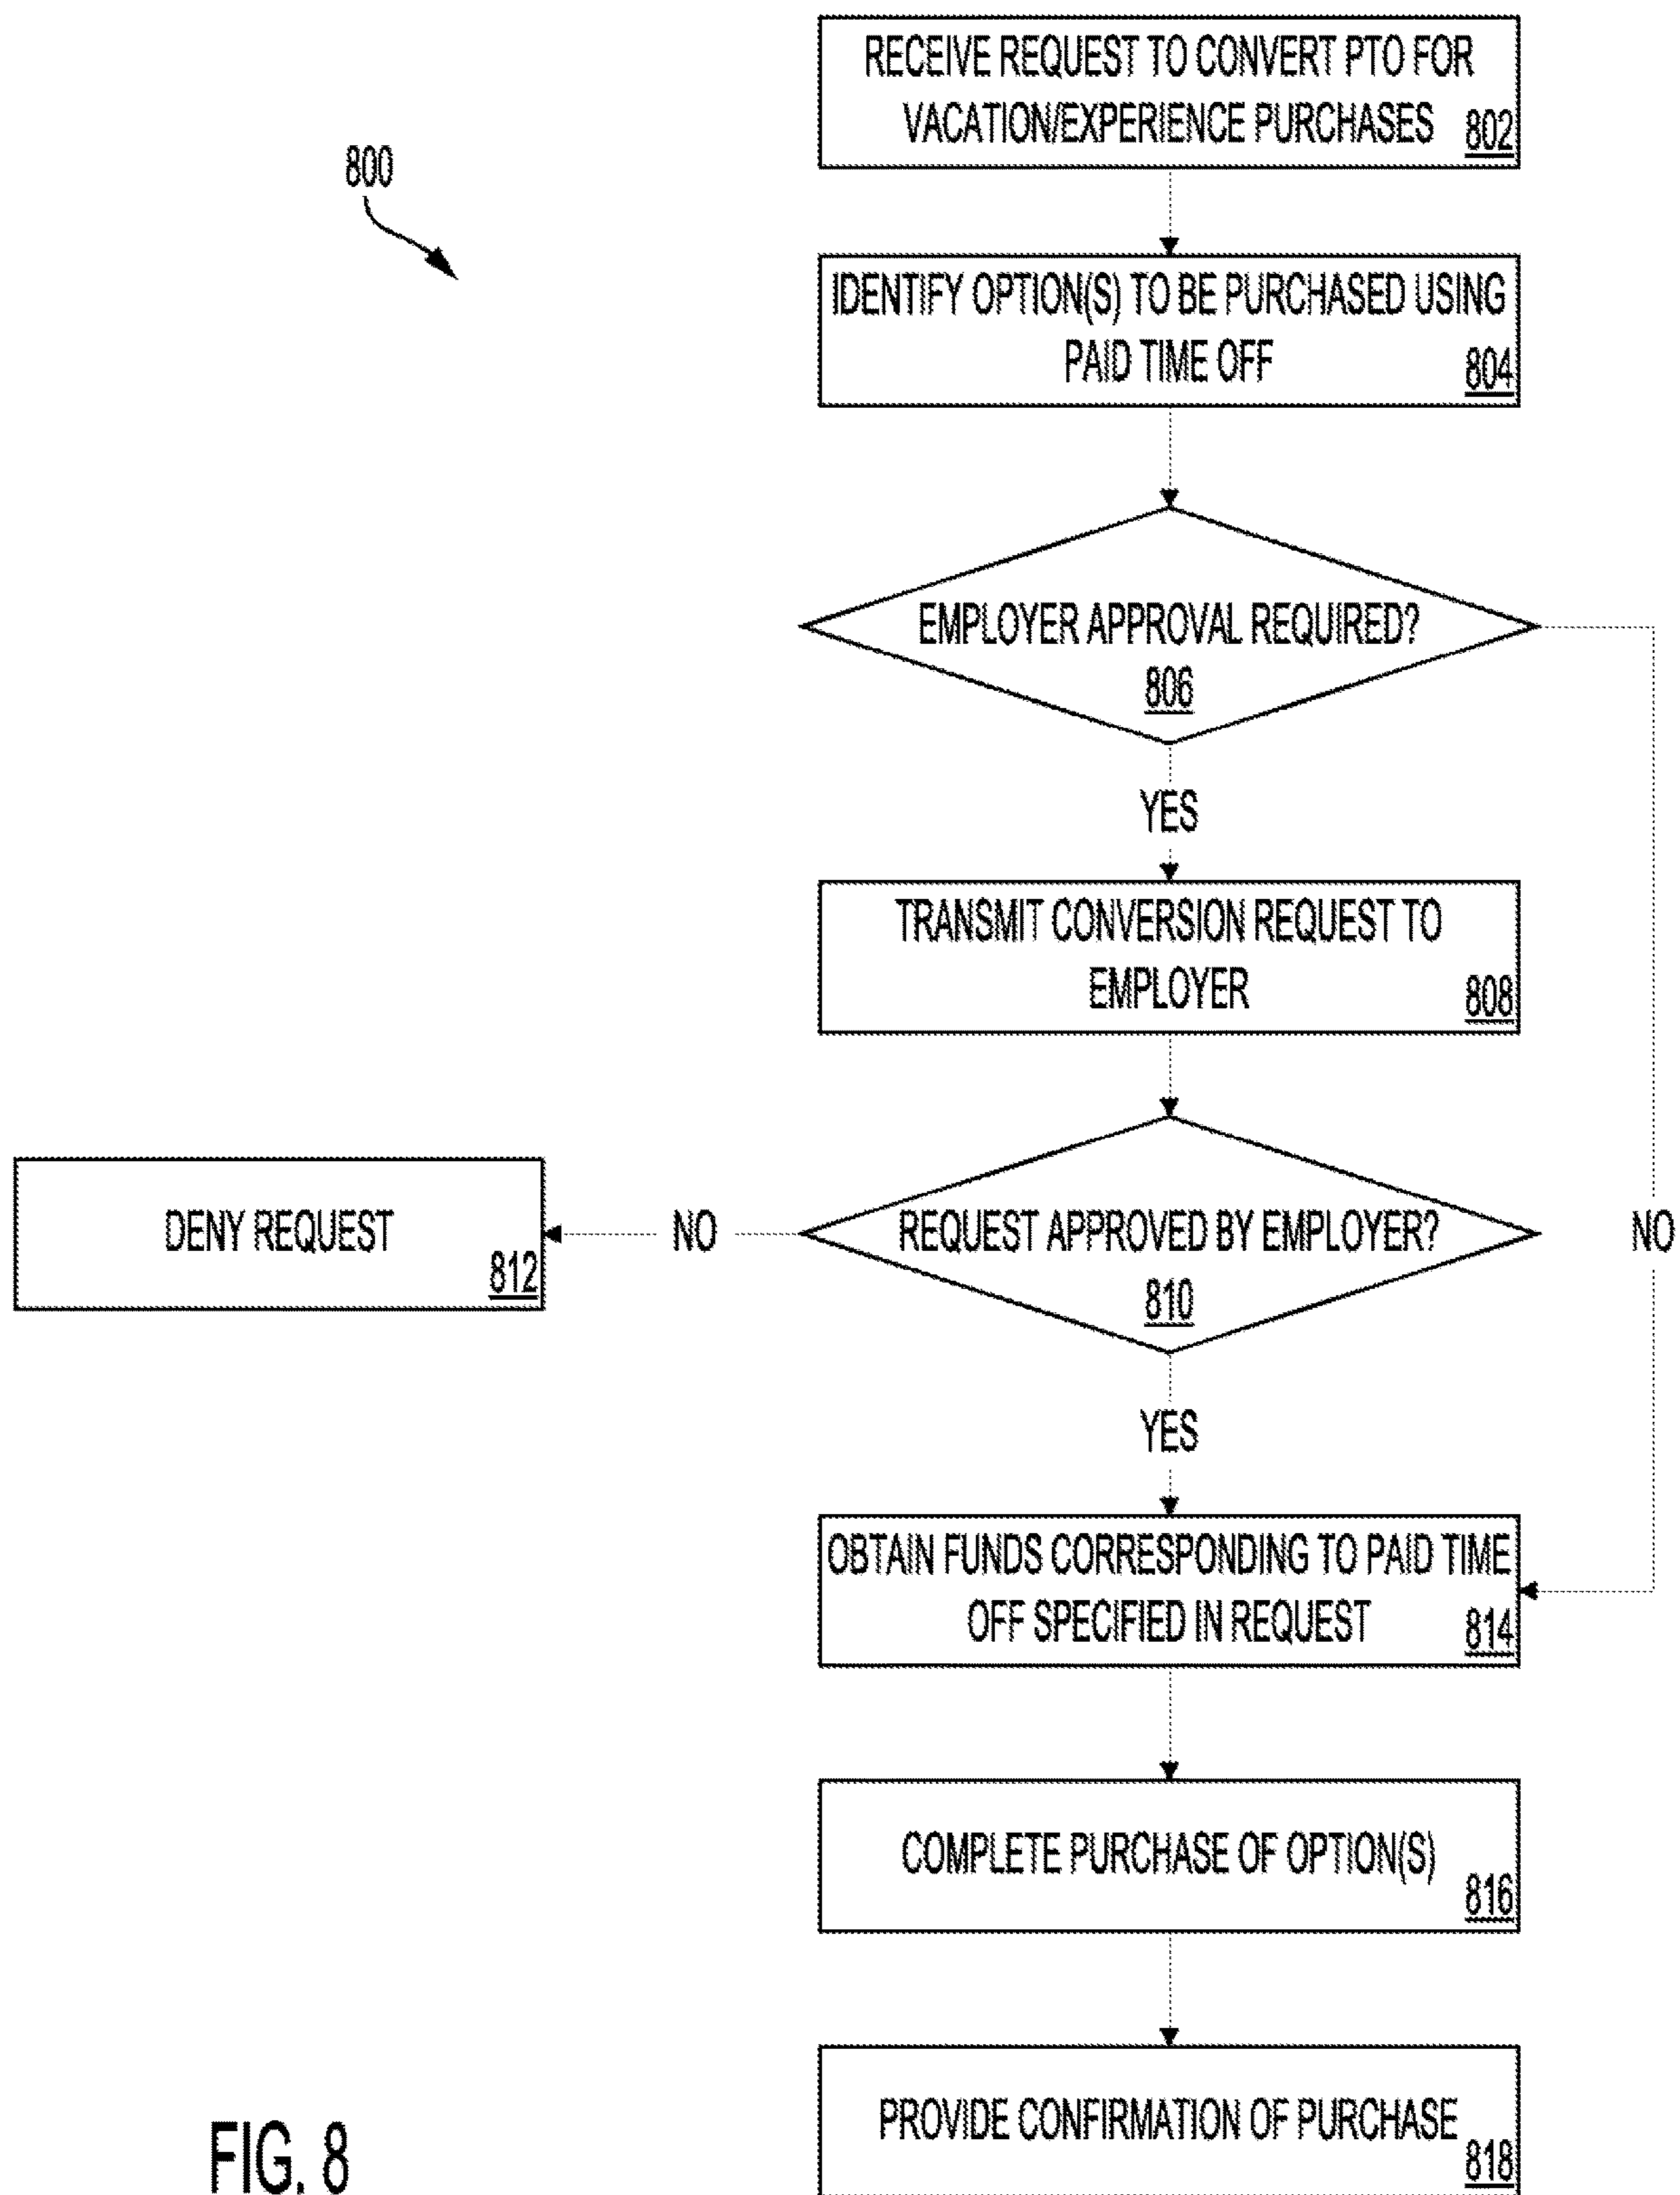 RECEIVE REQUEST TO CONVERT PTO FOR
VACATION/EXPERIENCE PURCHASES
802
800
IDENTIFY OPTION(S) TO BE PURCHASED USING
PAID TIME OFF
804
EMPLOYER APPROVAL REQUIRED?
806
YES
TRANSMIT CONVERSION REQUEST TO
EMPLOYER
808
DENY REQUEST
812
NO
REQUEST APPROVED BY EMPLOYER?
810
NO
YES
OBTAIN FUNDS CORRESPONDING TO PAID TIME
OFF SPECIFIED IN REQUEST
814
COMPLETE PURCHASE OF OPTION(S)
816
PROVIDE CONFIRMATION OF PURCHASE
818
FIG. 8